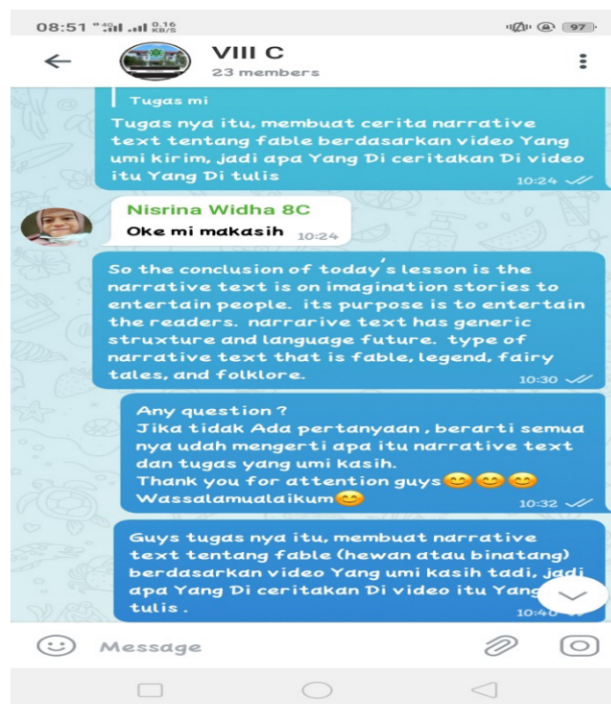 08:51
0.16
KB/S
97
VIII C
23 members
Tugas mi
Tugas nya itu, membuat cerita narrative
text tentang fable berdasarkan video Yang
umi kirim, jadi apa Yang Di ceritakan Di video
itu Yang Di tulis
10:24
Nisrina Widha 8C
Oke mi makasih 10:24
So the conclusion of today's lesson is the
narrative text is on imagination stories to
entertain people. its purpose is to entertain
the readers. narrarive text has generic
struxture and language future. type of
narrative text that is fable, legend, fairy
tales, and folklore.
10:30
Any question ?
Jika tidak Ada pertanyaan , berarti semua
nya udah mengerti apa itu narrative text
dan tugas yang umi kasih.
Thank you for attention guys😊😊😊
Wassalamualaikum😊
10:32
Guys tugas nya itu, membuat narrative
text tentang fable (hewan atau binatang)
berdasarkan video Yang umi kasih tadi, jadi
apa Yang Di ceritakan Di video itu Yang
tulis .
Message